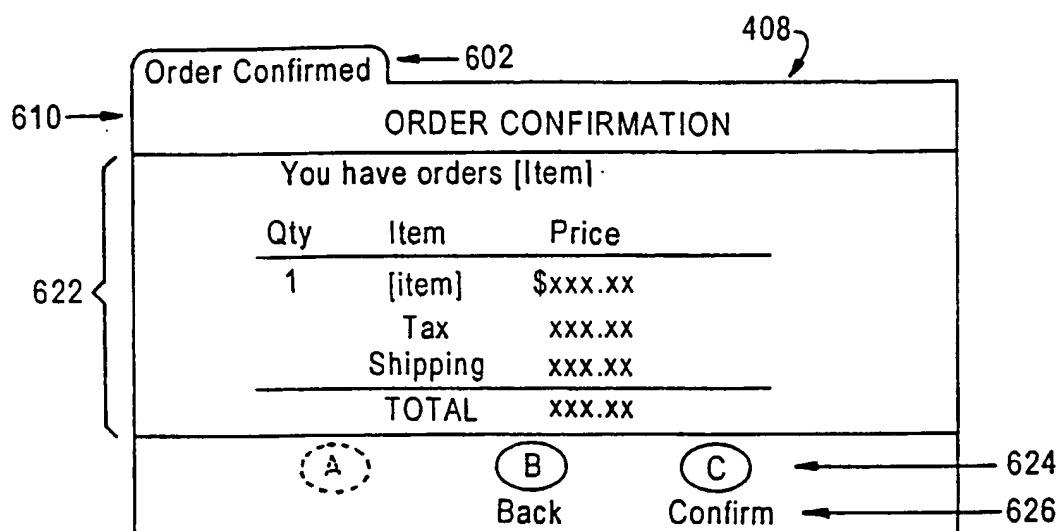 408
Order Confirmed 602
610 ORDER CONFIRMATION
You have orders [Item]
Qty Item Price
622 1 [item] $xxx.xx
Tax xxx.xx
Shipping xxx.xx
TOTAL xxx.xx
A B C 624
Back Confirm 626